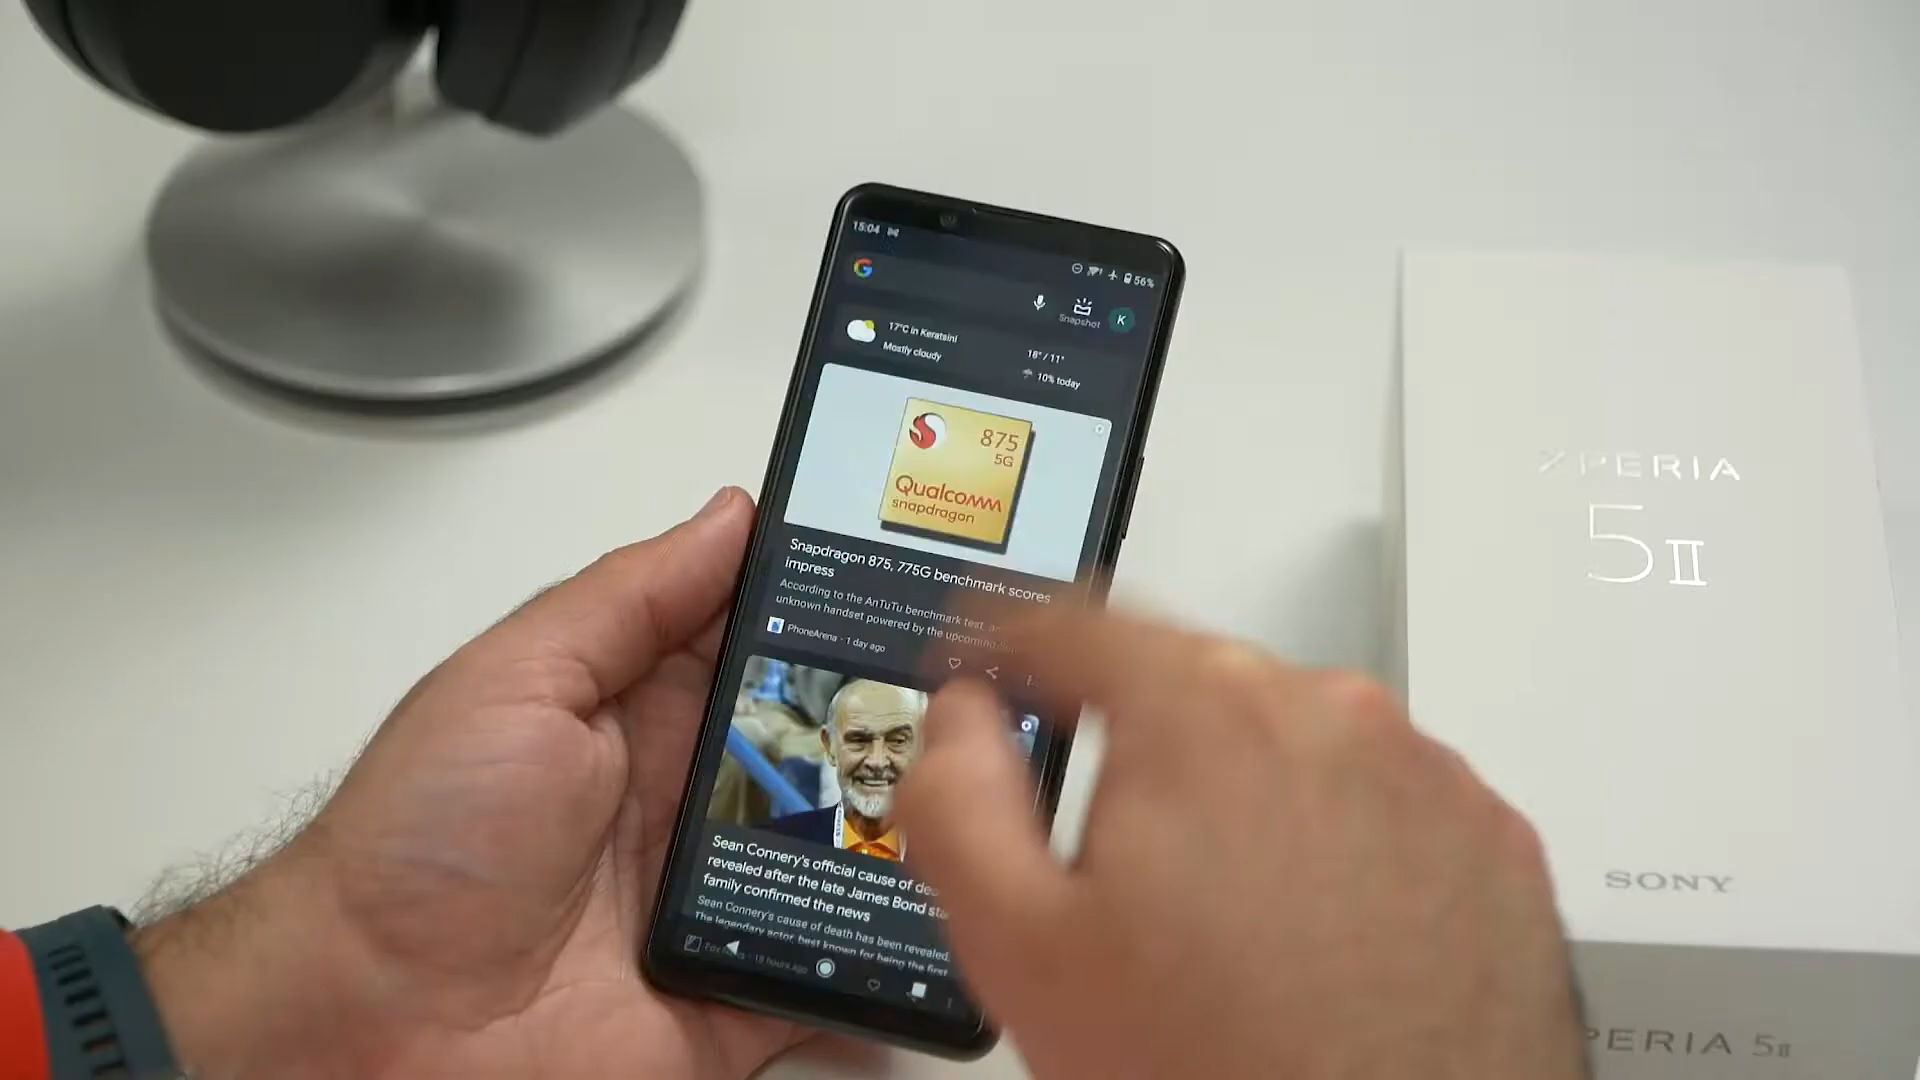 15:04
56%
Snapshot
K
17°C in Keratsini
Mostly cloudy
18° / 11°
10% today
875
5G
Qualcomm
snapdragon
Snapdragon 875, 775G benchmark scores
impress
According to the AnTuTu benchmark test, an
unknown handset powered by the upcoming
PhoneArena - 1 day ago
Sean Connery's official cause of
revealed after the late James Bond
family confirmed the news
Sean Connery's cause of death has been revealed.
The legendary actor, best known for being the first
hours ago
XPERIA
5 II
SONY
PERIA 5 II